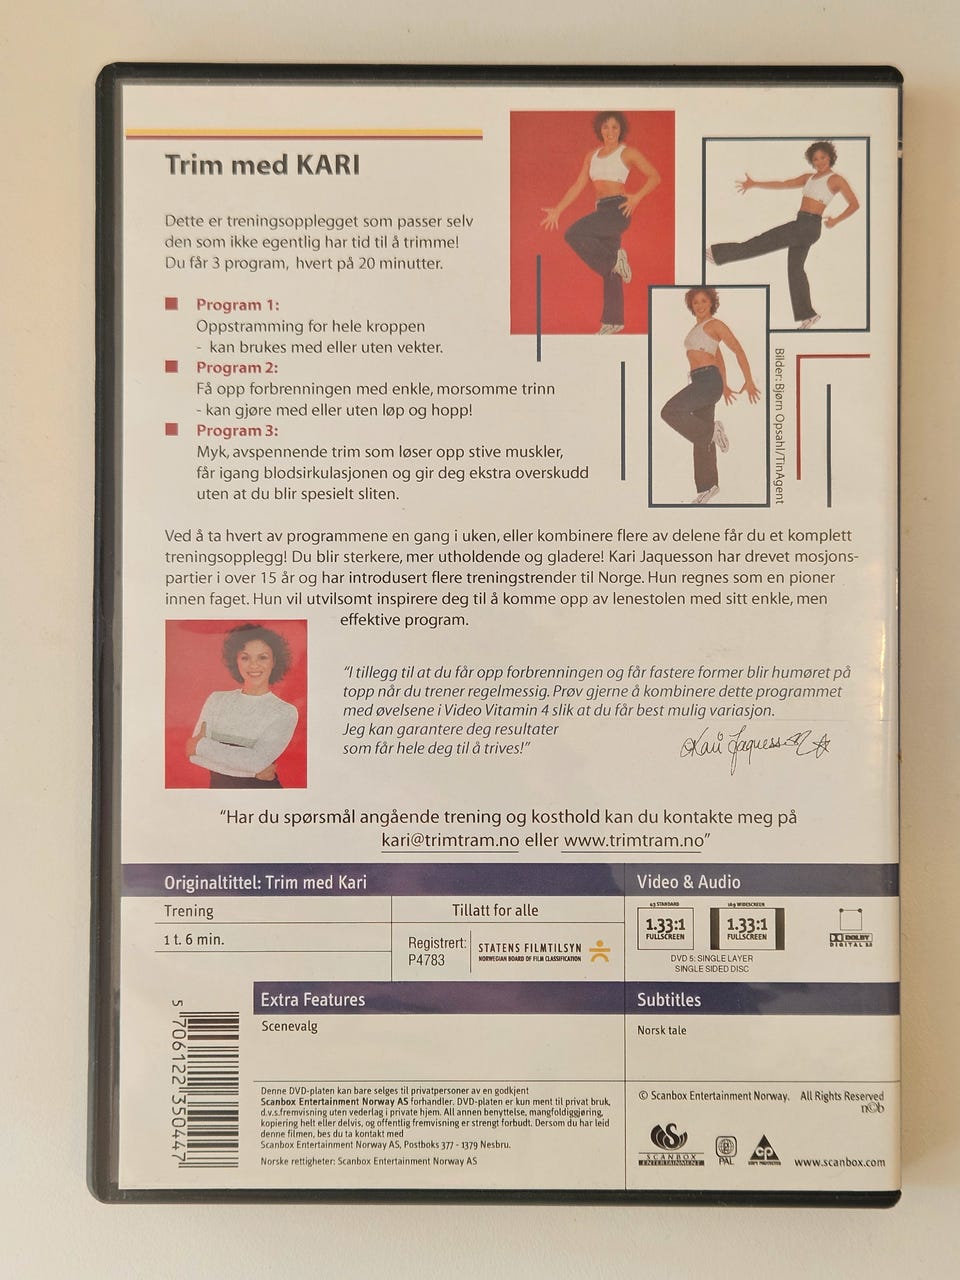 Trim med KARI
Dette er treningsopplegget som passer selv
den som ikke egentlig har tid til å trimme!
Du får 3 program, hvert på 20 minutter.
Program 1:
Oppstramming for hele kroppen
- kan brukes med eller uten vekter.
Program 2:
Få opp forbrenningen med enkle, morsomme trinn
- kan gjøre med eller uten løp og hopp!
Program 3:
Myk, avspennende trim som løser opp stive muskler,
får igang blodsirkulasjonen og gir deg ekstra overskudd
uten at du blir spesielt sliten.
Bilder: Bjørn Opsahl/TinAgent
Ved å ta hvert av programmene en gang i uken, eller kombinere flere av delene får du et komplett
treningsopplegg! Du blir sterkere, mer utholdende og gladere! Kari Jaquesson har drevet mosjons-
partier i over 15 år og har introdusert flere treningstrender til Norge. Hun regnes som en pioner
innen faget. Hun vil utvilsomt inspirere deg til å komme opp av lenestolen med sitt enkle, men
effektive program.
"I tillegg til at du får opp forbrenningen og får fastere former blir humøret på
topp når du trener regelmessig. Prøv gjerne å kombinere dette programmet
med øvelsene i Video Vitamin 4 slik at du får best mulig variasjon.
Jeg kan garantere deg resultater
som får hele deg til å trives!"
Kari Jaquesson
"Har du spørsmål angående trening og kosthold kan du kontakte meg på
kari@trimtram.no eller www.trimtram.no"
Originaltittel: Trim med Kari
Trening
Tillatt for alle
1 t. 6 min.
Registrert:
P4783
STATENS FILMTILSYN
NORWEGIAN BOARD OF FILM CLASSIFICATION
Video & Audio
4:3 STANDARD
1.33:1
FULLSCREEN
16:9 WIDESCREEN
1.33:1
FULLSCREEN
DVD 5: SINGLE LAYER
SINGLE SIDED DISC
DOLBY
DIGITAL
Extra Features
Scenevalg
Subtitles
Norsk tale
5 706122 350447
Denne DVD-platen kan bare selges til privatpersoner av en godkjent
Scanbox Entertainment Norway AS forhandler. DVD-platen er kun ment til privat bruk,
d.v.s.fremvisning uten vederlag i private hjem. All annen benyttelse, mangfoldiggjøring,
kopiering helt eller delvis, og offentlig fremvisning er strengt forbudt. Dersom du har leid
denne filmen, bes du ta kontakt med
Scanbox Entertainment Norway AS, Postboks 377 - 1379 Nesbru.
Norske rettigheter: Scanbox Entertainment Norway AS
© Scanbox Entertainment Norway. All Rights Reserved
n©b
SCANBOX
ENTERTAINMENT
PAL
cp
COPY PROTECTED
www.scanbox.com